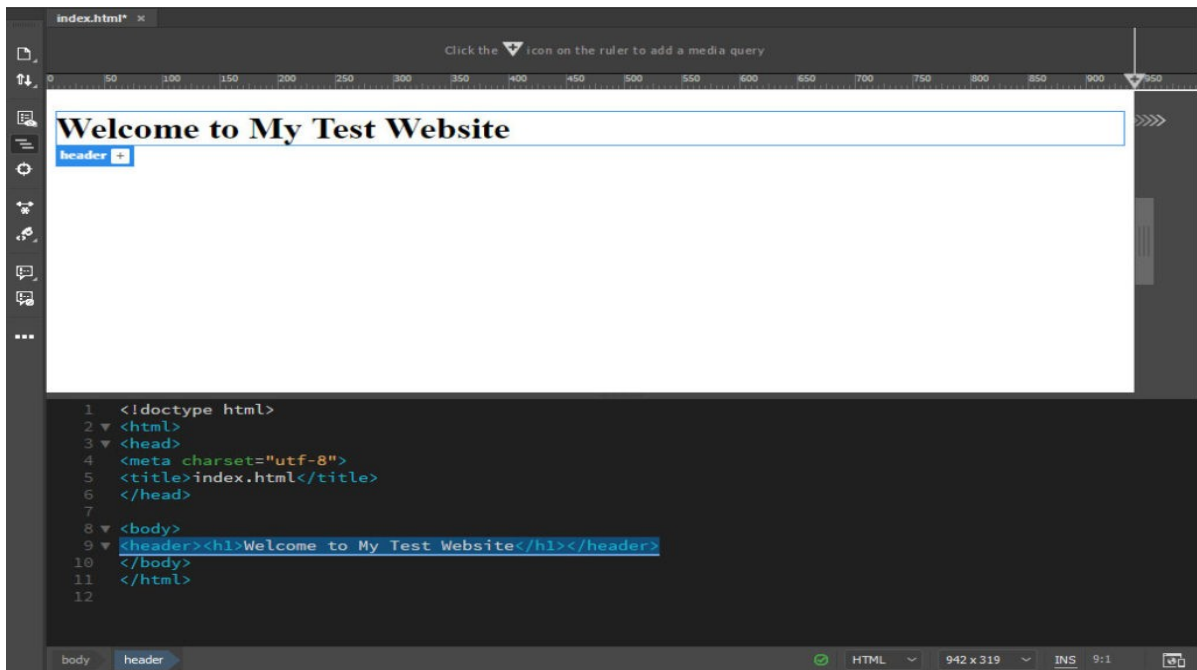 index.html* ×
Click the icon on the ruler to add a media query
0 50 100 150 200 250 300 350 400 450 500 550 600 650 700 750 800 850 900 950
Welcome to My Test Website
header +
1 <!doctype html>
2 <html>
3 <head>
4 <meta charset="utf-8">
5 <title>index.html</title>
6 </head>
7
8 <body>
9 <header><h1>Welcome to My Test Website</h1></header>
10 </body>
11 </html>
12
body header HTML 942 x 319 INS 9:1